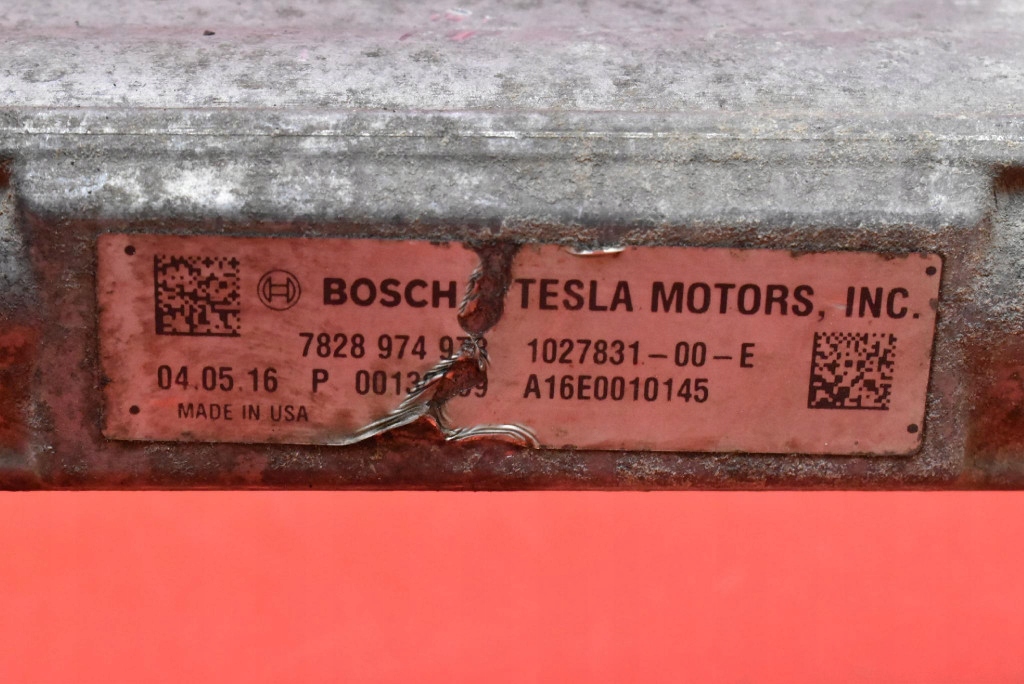 BOSCH TESLA MOTORS, INC.
7828 974 1027831-00-E
04.05.16 P A16E0010145
MADE IN USA